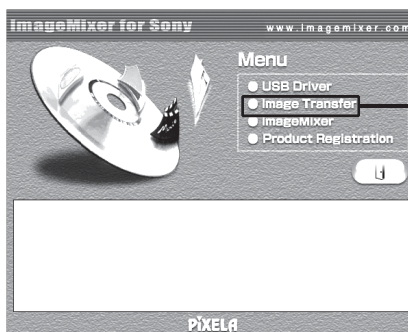 ImageMixer for Sony www.imagemixer.com
Menu
USB Driver
Image Transfer
ImageMixer
Product Registration
PIXELA